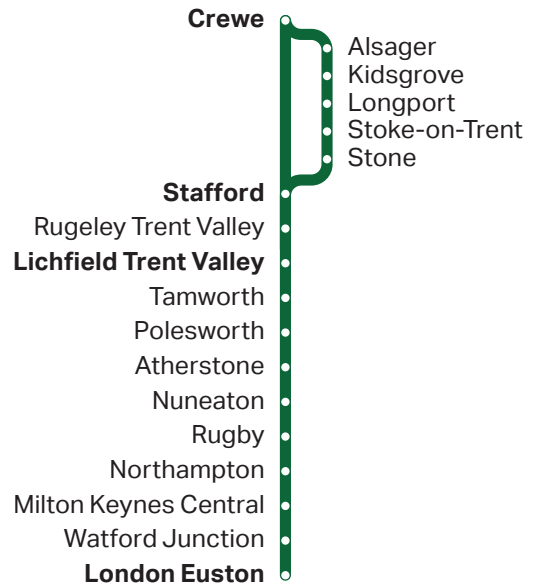 Crewe
Alsager
Kidsgrove
Longport
Stoke-on-Trent
Stone
Stafford
Rugeley Trent Valley
Lichfield Trent Valley
Tamworth
Polesworth
Atherstone
Nuneaton
Rugby
Northampton
Milton Keynes Central
Watford Junction
London Euston